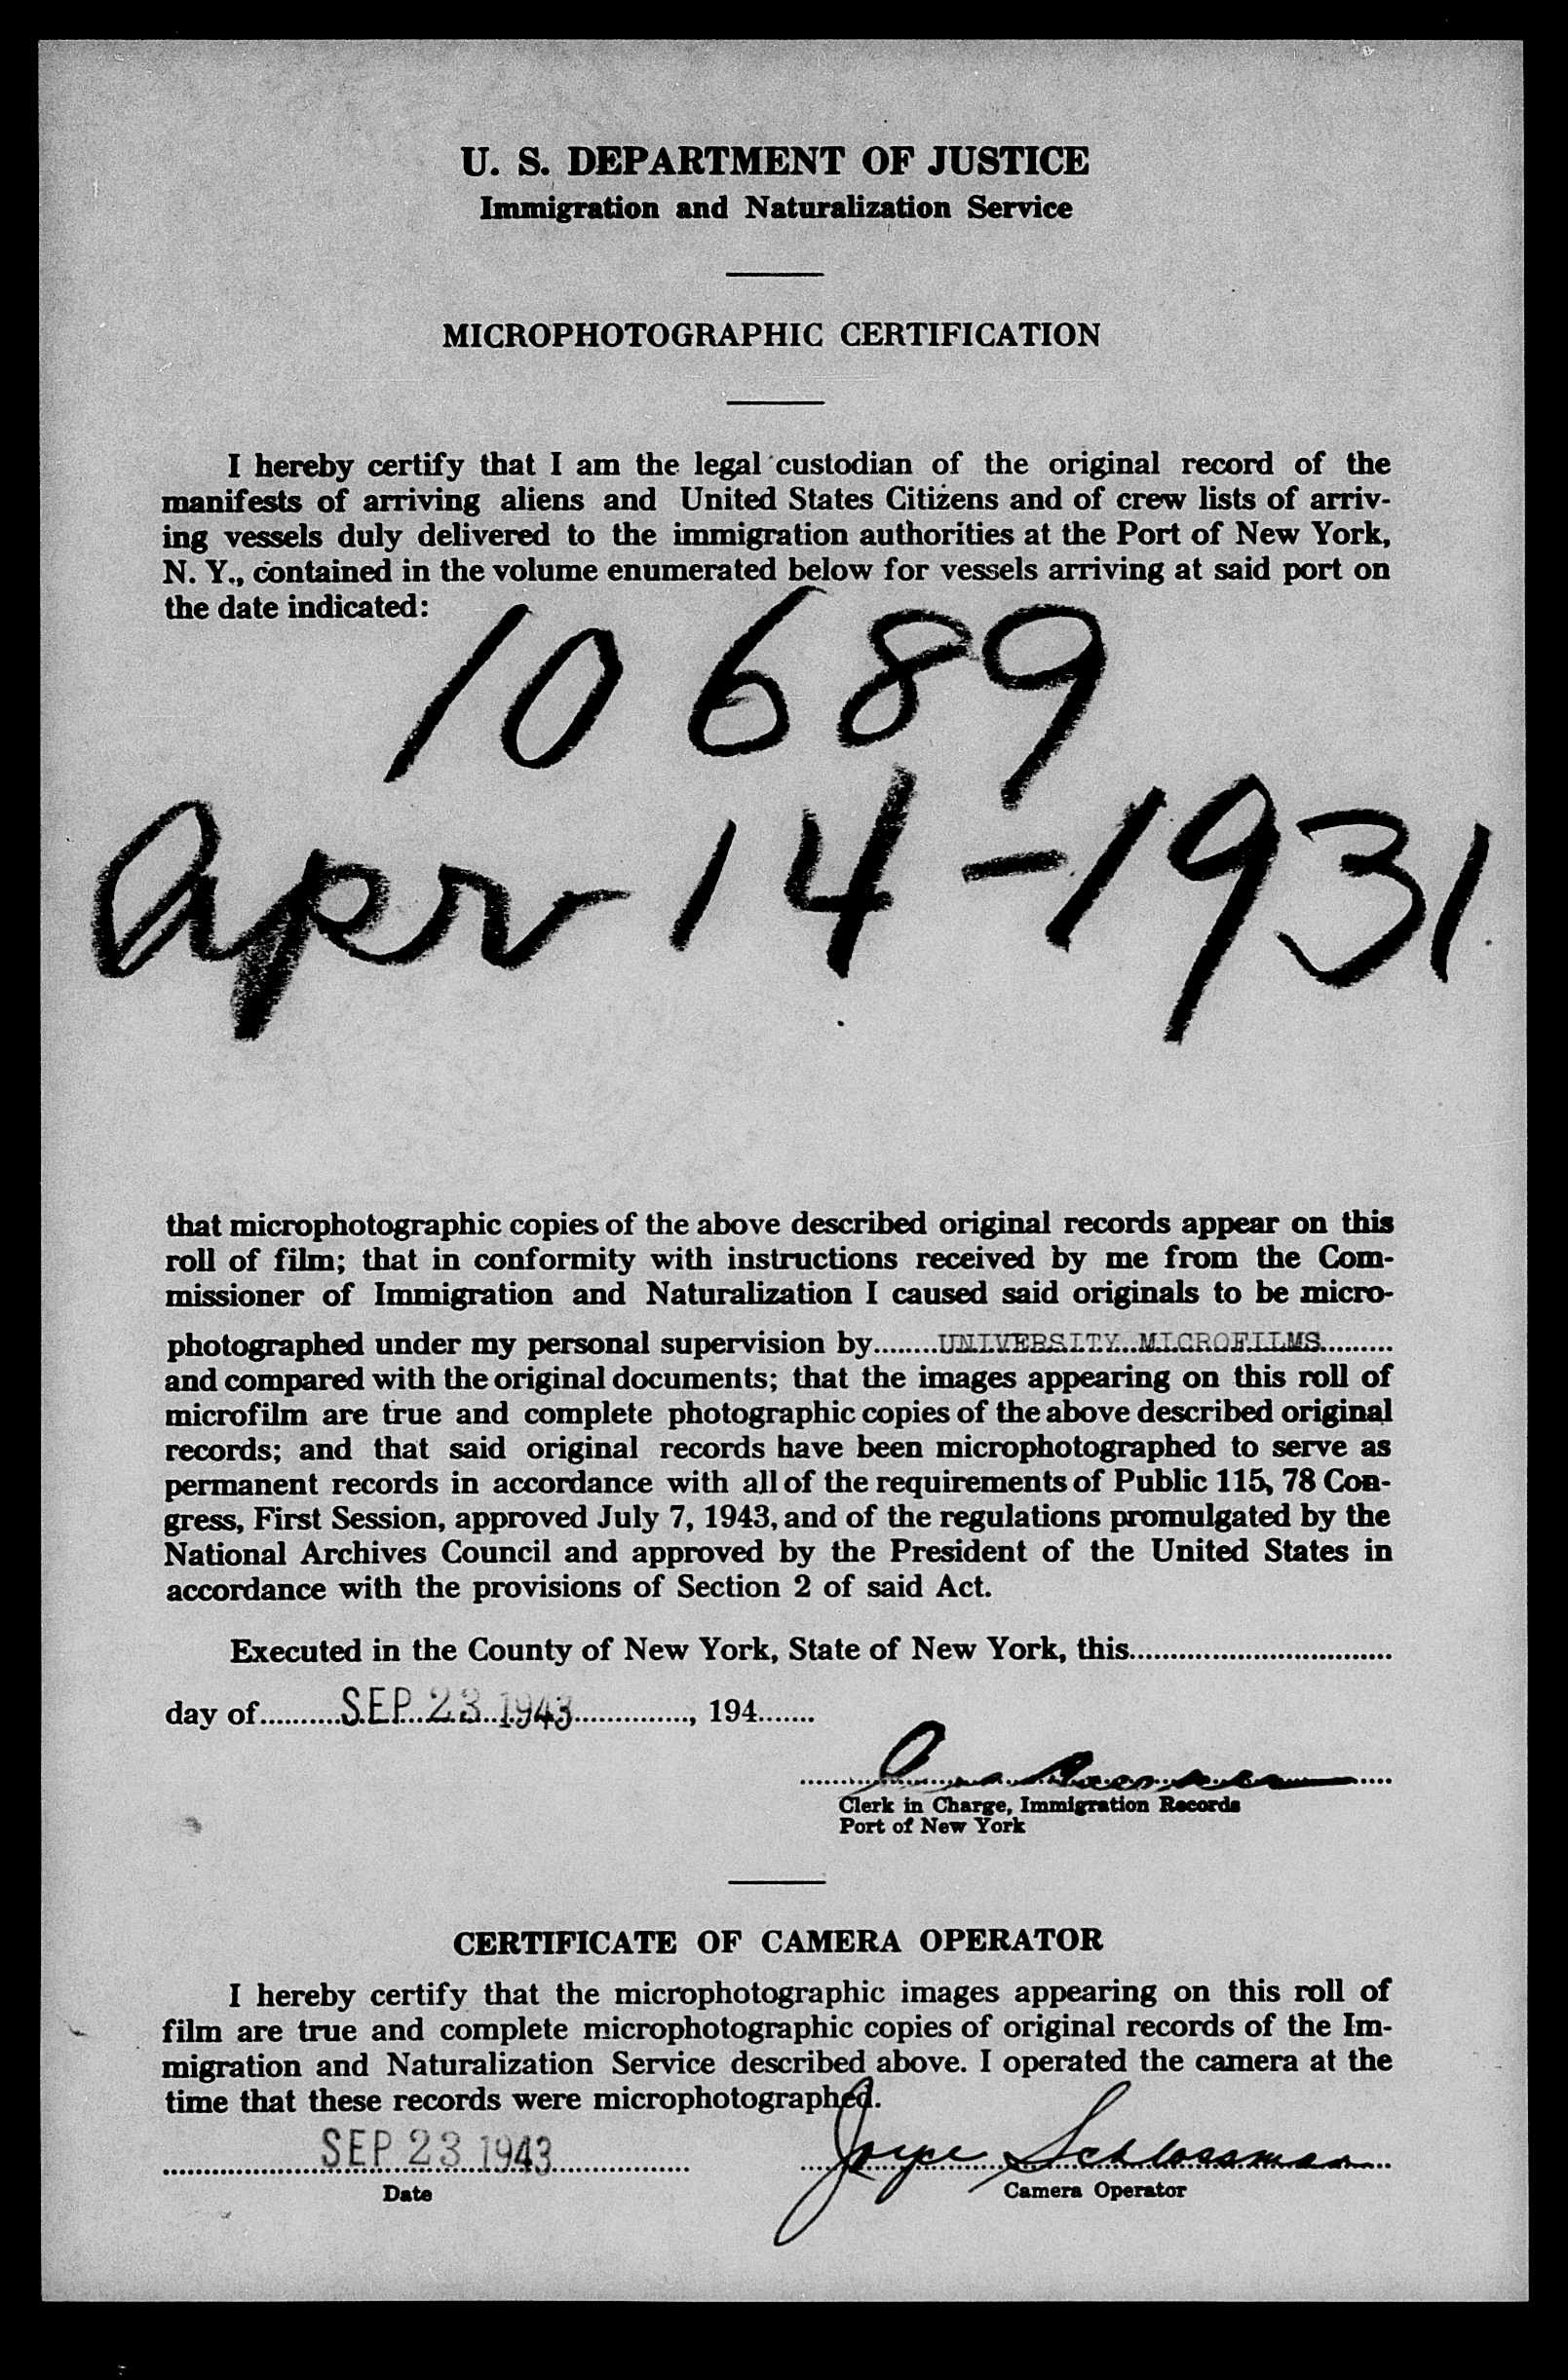 U. S. DEPARTMENT OF JUSTICE
Immigration and Naturalization Service
MICROPHOTOGRAPHIC CERTIFICATION
I hereby certify that I am the legal custodian of the original record of the
manifests of arriving aliens and United States Citizens and of crew lists of arriv-
ing vessels duly delivered to the immigration authorities at the Port of New York,
N. Y., contained in the volume enumerated below for vessels arriving at said port on
the date indicated:
10689
Apr 14-1931
that microphotographic copies of the above described original records appear on this
roll of film; that in conformity with instructions received by me from the Com-
missioner of Immigration and Naturalization I caused said originals to be micro-
photographed under my personal supervision by........UNIVERSITY MICROFILMS.........
and compared with the original documents; that the images appearing on this roll of
microfilm are true and complete photographic copies of the above described original
records; and that said original records have been microphotographed to serve as
permanent records in accordance with all of the requirements of Public 115, 78 Con-
gress, First Session, approved July 7, 1943, and of the regulations promulgated by the
National Archives Council and approved by the President of the United States in
accordance with the provisions of Section 2 of said Act.
Executed in the County of New York, State of New York, this................................
day of..........SEP 23 1943.............., 194.......
Clerk in Charge, Immigration Records
Port of New York
CERTIFICATE OF CAMERA OPERATOR
I hereby certify that the microphotographic images appearing on this roll of
film are true and complete microphotographic copies of original records of the Im-
migration and Naturalization Service described above. I operated the camera at the
time that these records were microphotographed.
SEP 23 1943 Joyce Schlossman
Date Camera Operator